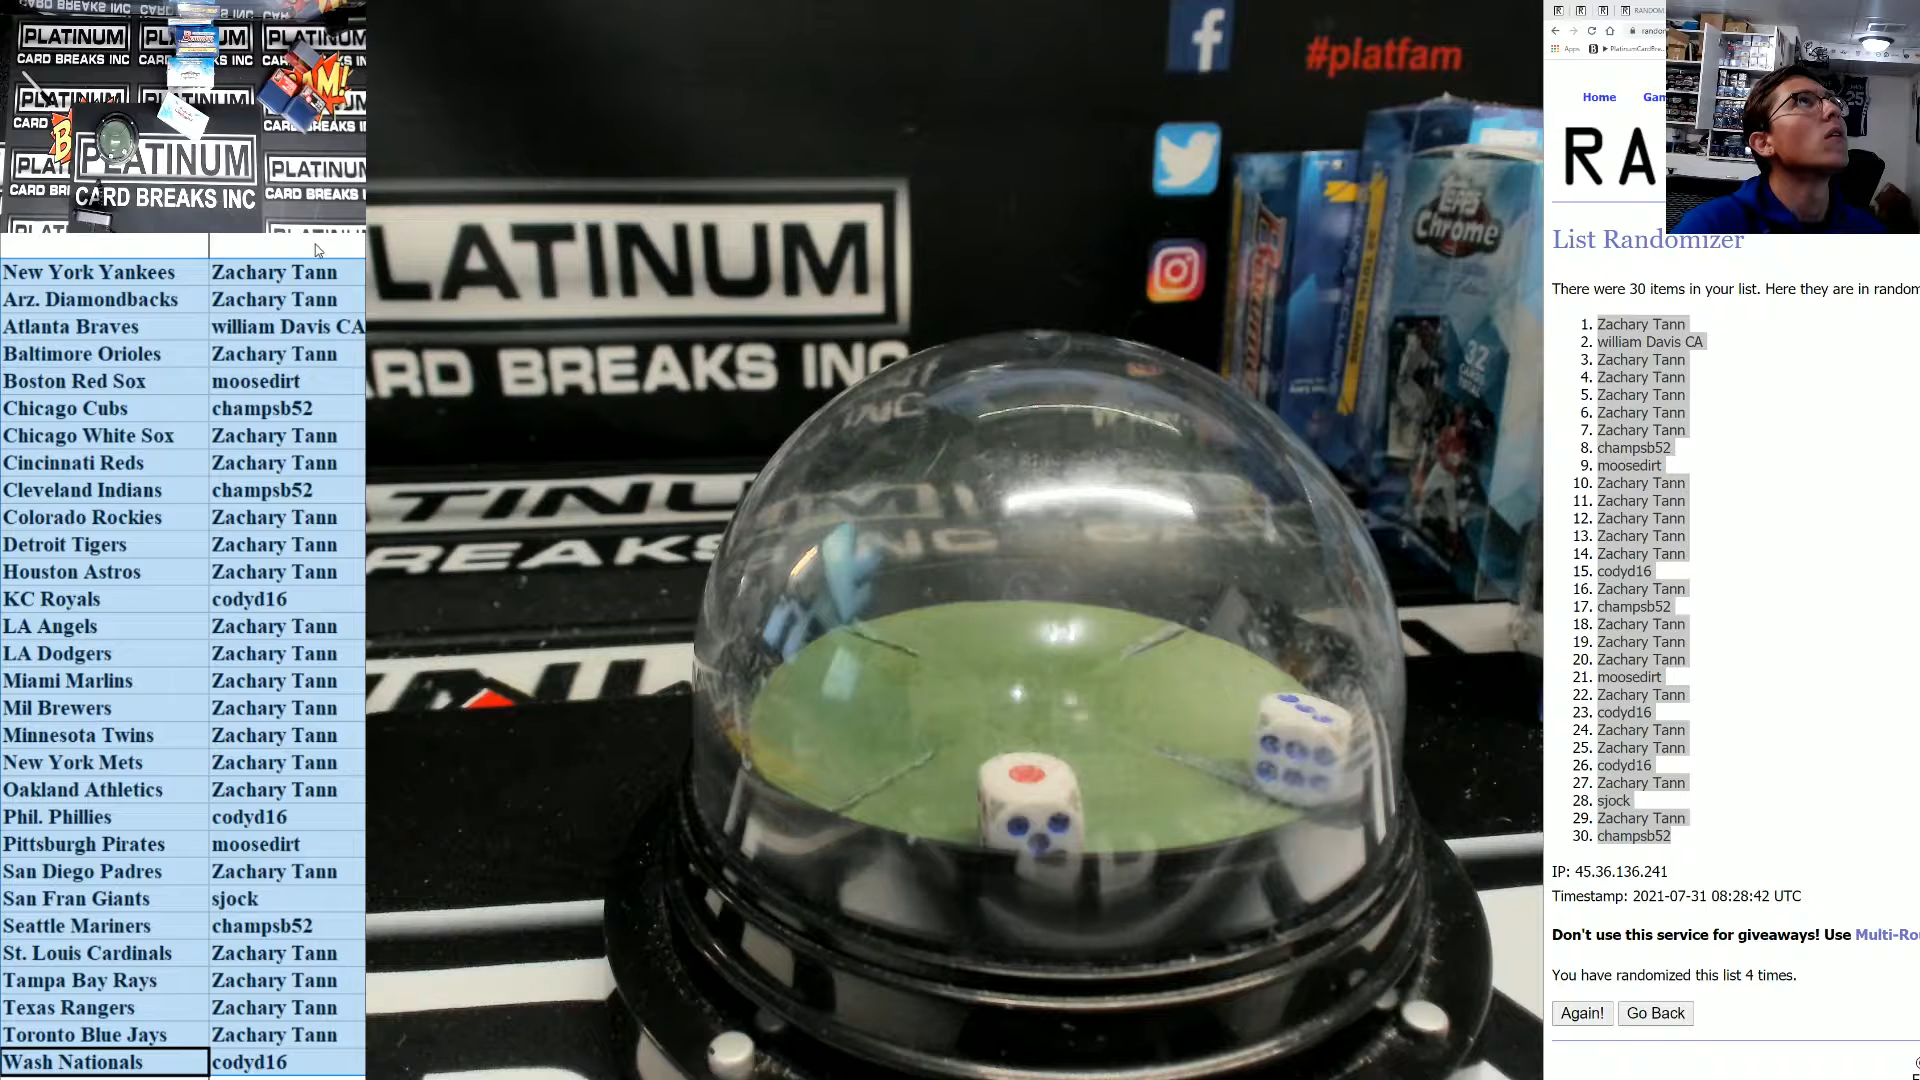 PLATINUM
CARD BREAKS INC
PLATINUM
CARD BREAKS INC
New York Yankees Zachary Tann
Arz. Diamondbacks Zachary Tann
Atlanta Braves william Davis CA
Baltimore Orioles Zachary Tann
Boston Red Sox moosedirt
Chicago Cubs champsb52
Chicago White Sox Zachary Tann
Cincinnati Reds Zachary Tann
Cleveland Indians champsb52
Colorado Rockies Zachary Tann
Detroit Tigers Zachary Tann
Houston Astros Zachary Tann
KC Royals codyd16
LA Angels Zachary Tann
LA Dodgers Zachary Tann
Miami Marlins Zachary Tann
Mil Brewers Zachary Tann
Minnesota Twins Zachary Tann
New York Mets Zachary Tann
Oakland Athletics Zachary Tann
Phil. Phillies codyd16
Pittsburgh Pirates moosedirt
San Diego Padres Zachary Tann
San Fran Giants sjock
Seattle Mariners champsb52
St. Louis Cardinals Zachary Tann
Tampa Bay Rays Zachary Tann
Texas Rangers Zachary Tann
Toronto Blue Jays Zachary Tann
Wash Nationals codyd16
#platfam
LATINUM
ARD BREAKS INC
Topps
Chrome
32
CARDS
TOTAL
RANDOM
Apps
PlatinumCardBre...
Home Gam
RA
List Randomizer
There were 30 items in your list. Here they are in random
1. Zachary Tann
2. william Davis CA
3. Zachary Tann
4. Zachary Tann
5. Zachary Tann
6. Zachary Tann
7. Zachary Tann
8. champsb52
9. moosedirt
10. Zachary Tann
11. Zachary Tann
12. Zachary Tann
13. Zachary Tann
14. Zachary Tann
15. codyd16
16. Zachary Tann
17. champsb52
18. Zachary Tann
19. Zachary Tann
20. Zachary Tann
21. moosedirt
22. Zachary Tann
23. codyd16
24. Zachary Tann
25. Zachary Tann
26. codyd16
27. Zachary Tann
28. sjock
29. Zachary Tann
30. champsb52
IP: 45.36.136.241
Timestamp: 2021-07-31 08:28:42 UTC
Don't use this service for giveaways! Use Multi-Ro
You have randomized this list 4 times.
Again! Go Back